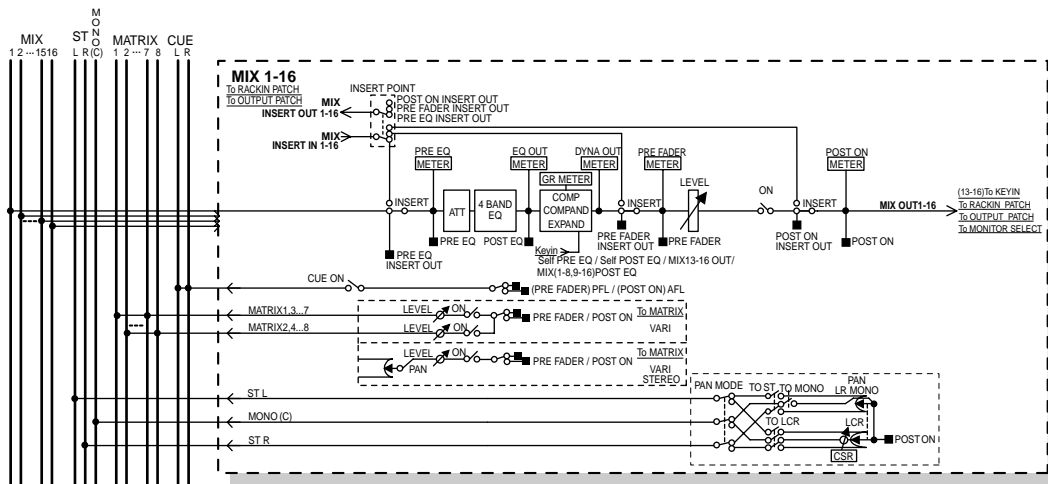 MIX
1 2 ···1516
ST
L R
MONO
(C)
MATRIX
1 2 ··· 7 8
CUE
L R
MIX 1-16
To RACKIN PATCH
To OUTPUT PATCH
INSERT POINT
MIX
INSERT OUT 1-16
POST ON INSERT OUT
PRE FADER INSERT OUT
PRE EQ INSERT OUT
MIX
INSERT IN 1-16
PRE EQ
METER
EQ OUT
METER
DYNA OUT
METER
PRE FADER
METER
POST ON
METER
GR METER
LEVEL
ON
INSERT
ATT
4 BAND
EQ
COMP
COMPAND
EXPAND
INSERT
INSERT
MIX OUT1-16
(13-16)To KEYIN
To RACKIN PATCH
To OUTPUT PATCH
To MONITOR SELECT
PRE EQ
INSERT OUT
PRE EQ
POST EQ
PRE FADER
INSERT OUT
PRE FADER
POST ON
INSERT OUT
POST ON
Keyin
Self PRE EQ / Self POST EQ / MIX13-16 OUT/
MIX(1-8,9-16)POST EQ
CUE ON
(PRE FADER) PFL / (POST ON) AFL
MATRIX1,3...7
LEVEL
ON
PRE FADER / POST ON
To MATRIX
VARI
MATRIX2,4...8
LEVEL
ON
LEVEL
PAN
ON
PRE FADER / POST ON
To MATRIX
VARI
STEREO
ST L
PAN MODE
TO ST
TO MONO
PAN
LR MONO
MONO (C)
TO LCR
LCR
ST R
CSR
POST ON